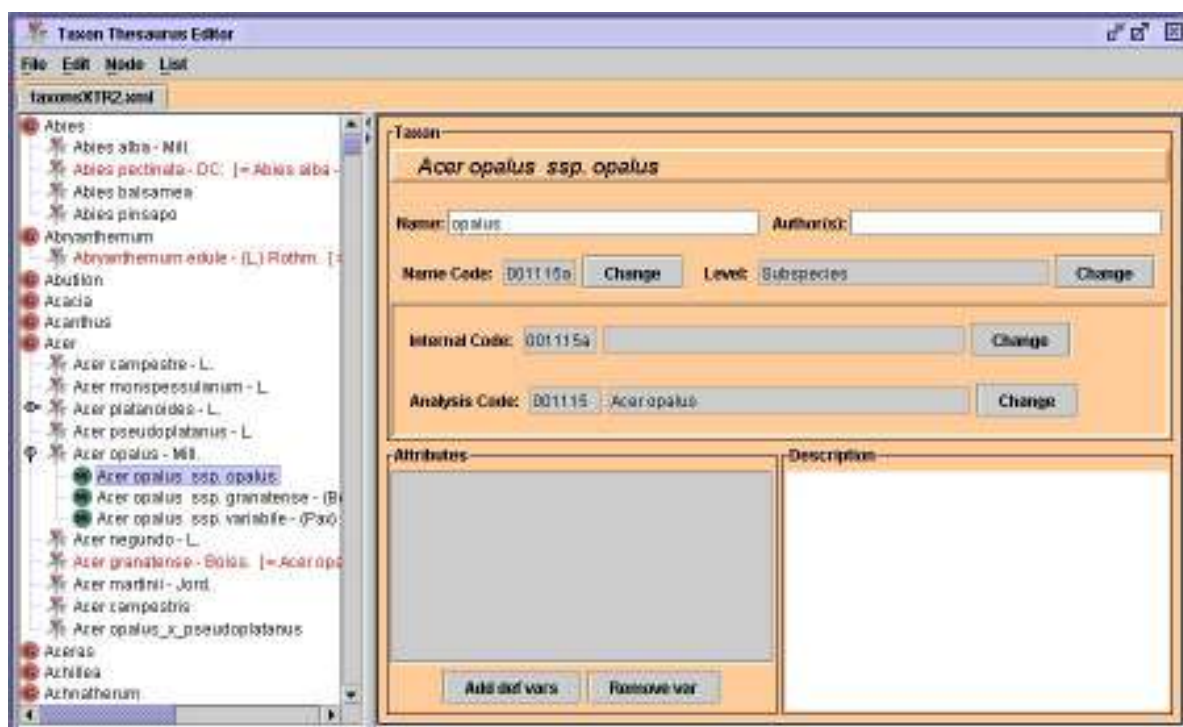 Taxon Thesaurus Editor
File Edit Node List
taxonsXTR2.xml
Abies
Abies alba - Mill.
Abies pectinata - DC. [= Abies alba -
Abies balsamea
Abies pinsapo
Abryanthemum
Abryanthemum edule - (L.) Rothm. [=
Abutilon
Acacia
Acanthus
Acer
Acer campestre - L.
Acer monspessulanum - L.
Acer platanoides - L.
Acer pseudoplatanus - L.
Acer opalus - Mill.
Acer opalus ssp. opalus
Acer opalus ssp. granatense - (Bo
Acer opalus ssp. variabile - (Pax)
Acer negundo - L.
Acer granatense - Boiss. [= Acer opa
Acer martinii - Jord.
Acer campestris
Acer opalus_x_pseudoplatanus
Aceras
Achillea
Achnatherum
Taxon
Acer opalus ssp. opalus
Name: opalus Author(s):
Name Code: 001115a Change Level: Subspecies Change
Internal Code: 001115a Change
Analysis Code: 001115 Acer opalus Change
Attributes
Add def vars Remove var
Description